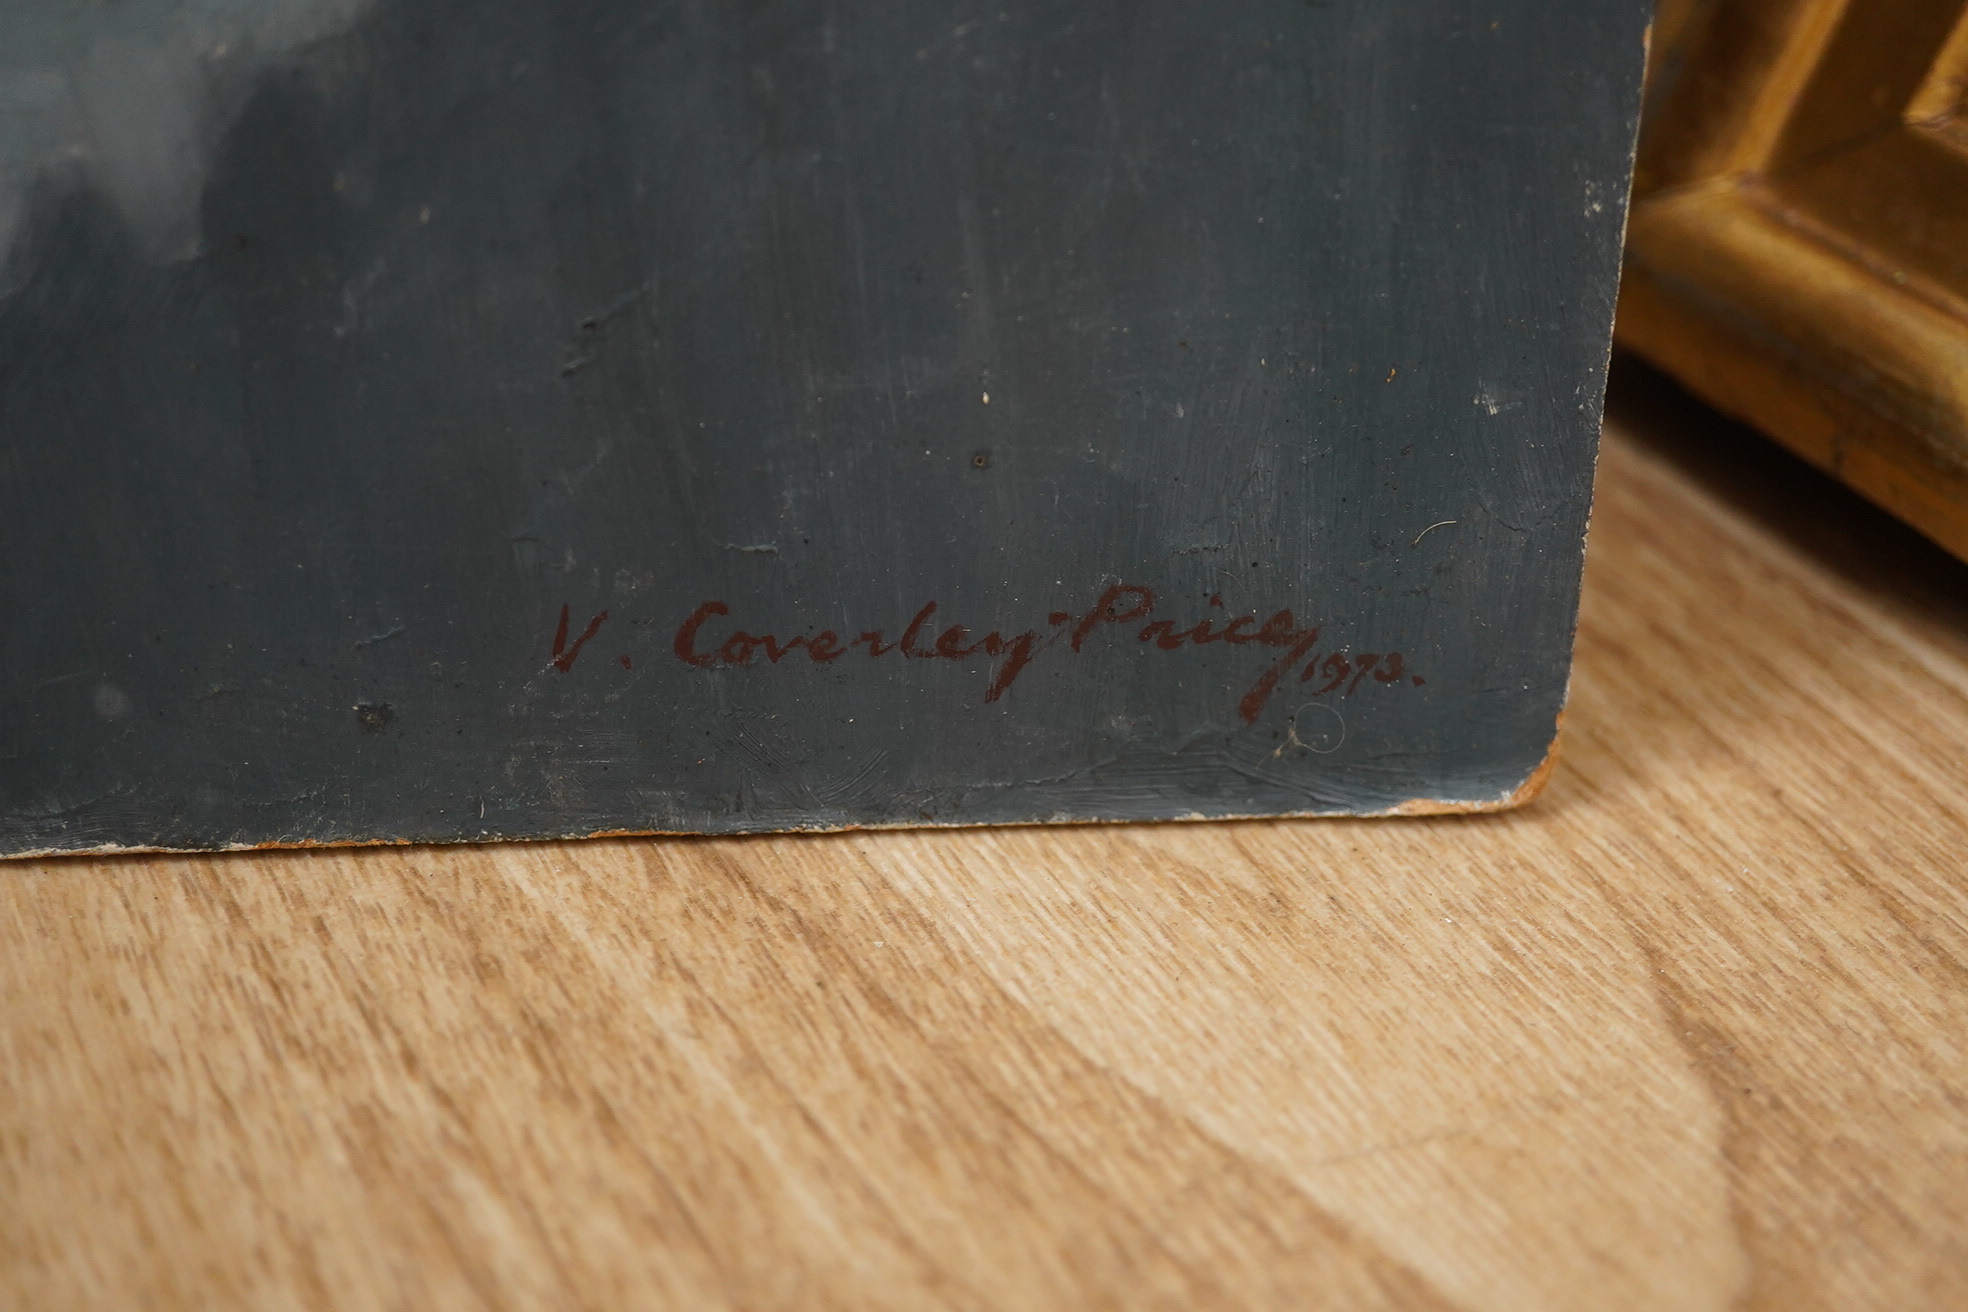 V. Coverley-Price, 1973.